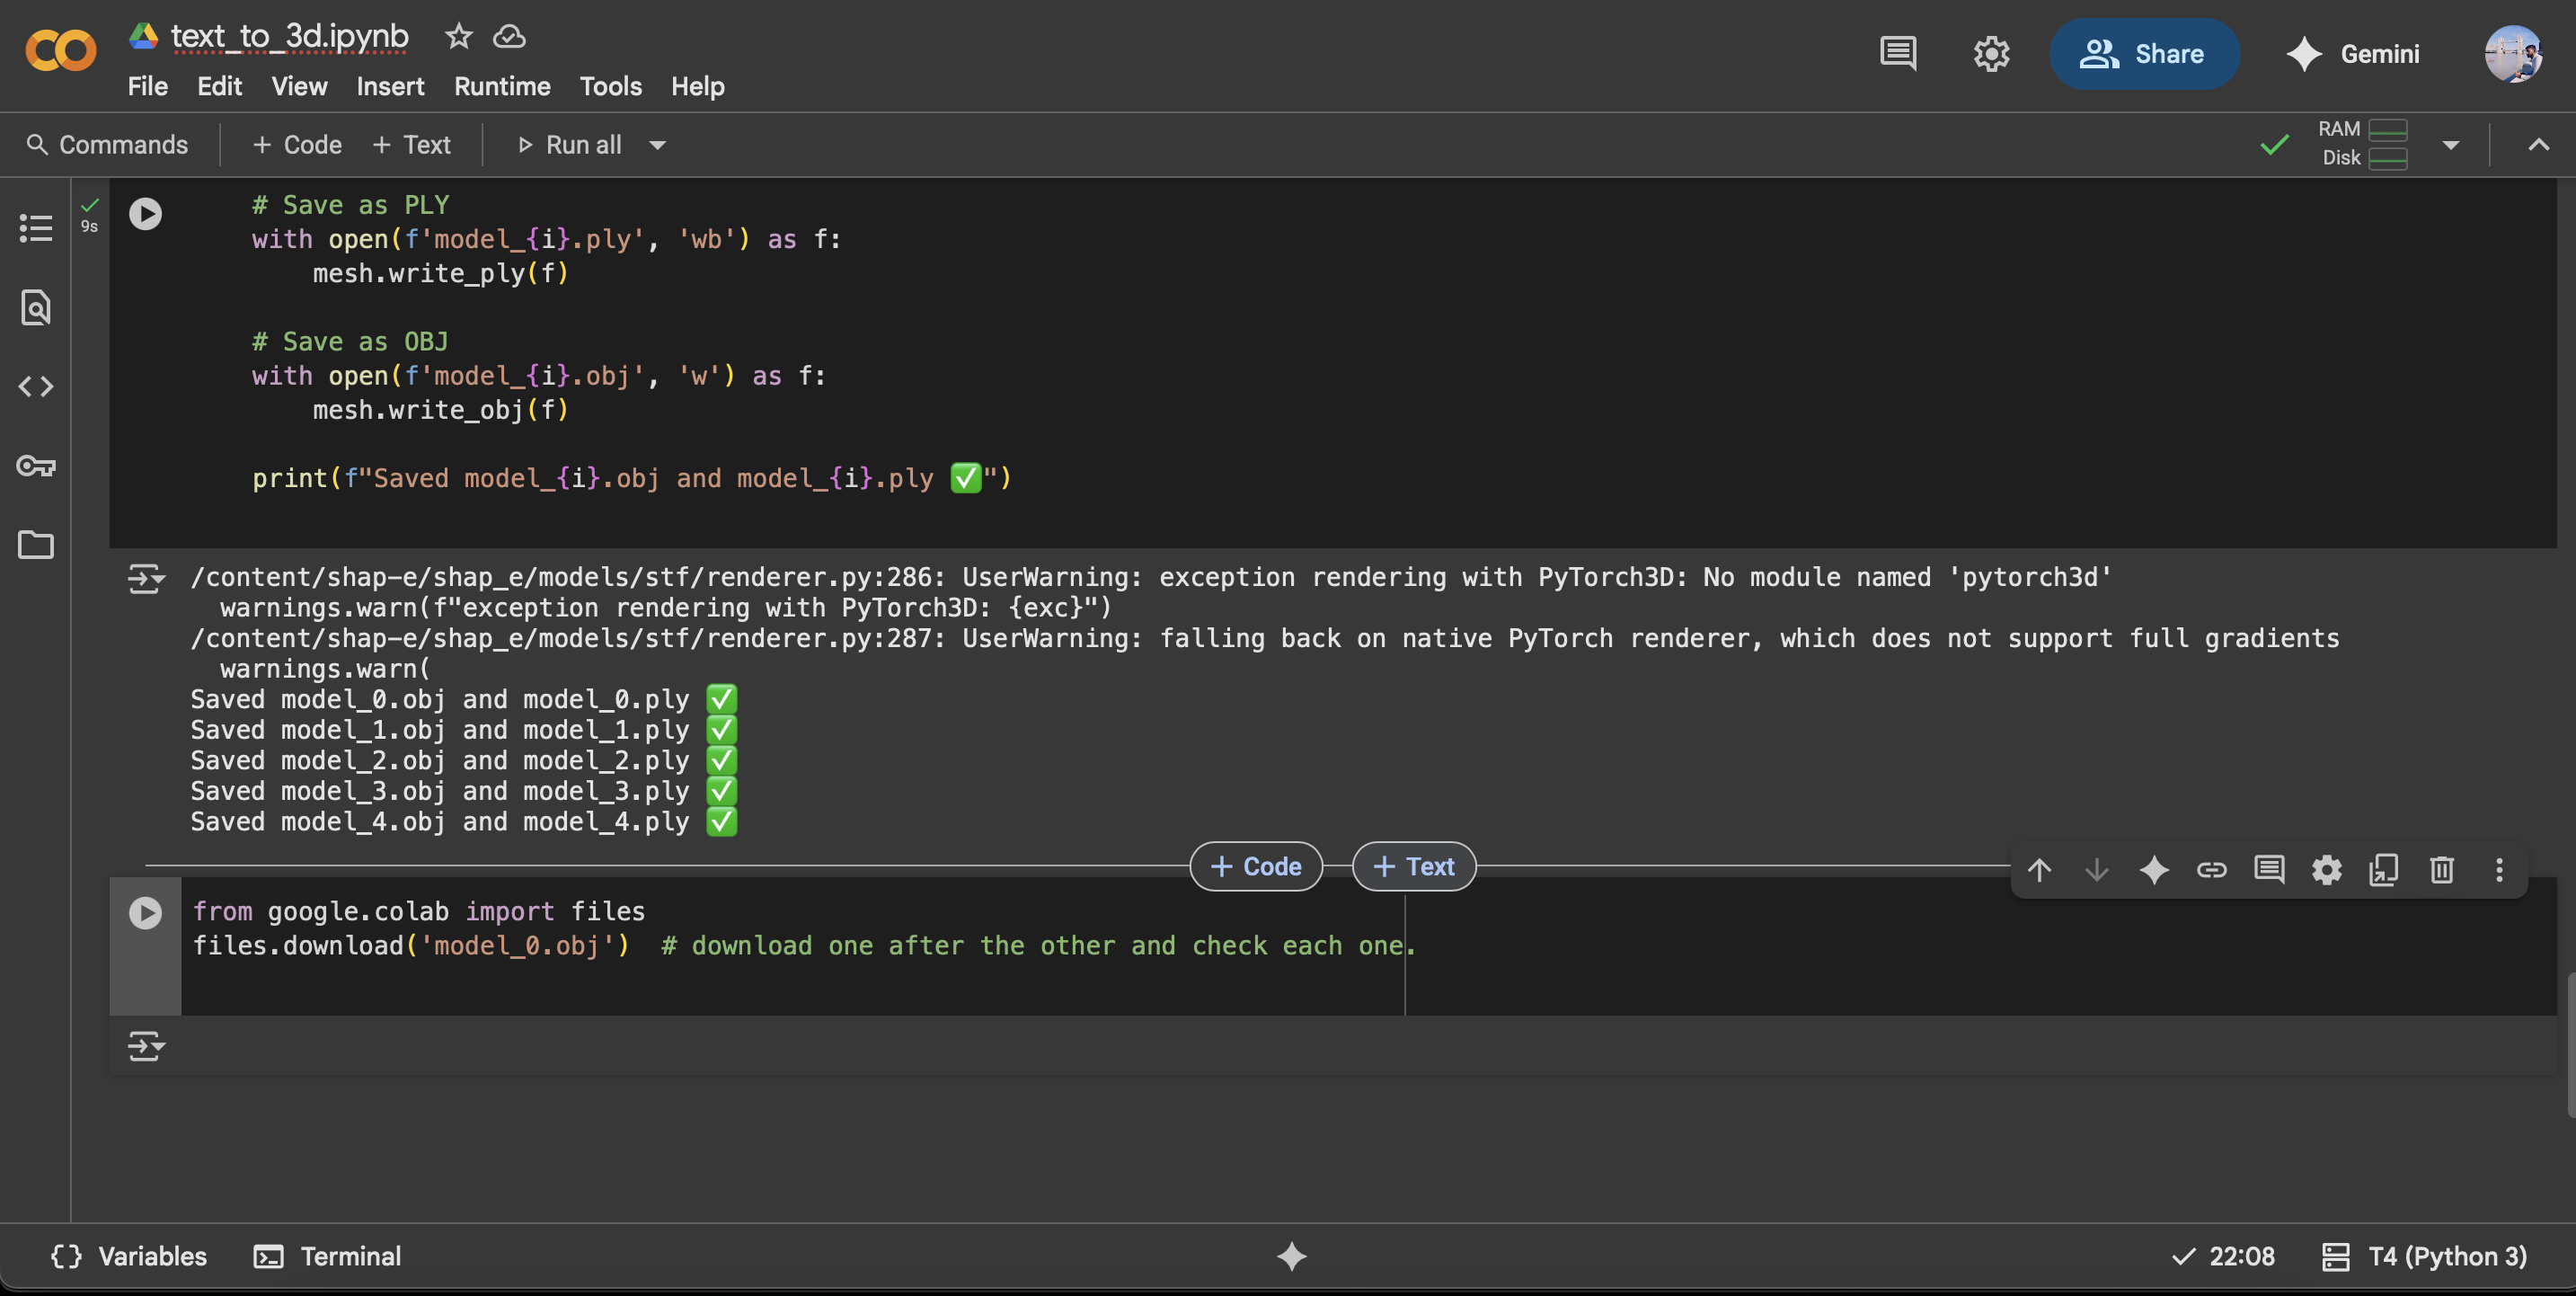 text_to_3d.ipynb
File Edit View Insert Runtime Tools Help
Share
Gemini
Commands + Code + Text Run all
RAM
Disk
9s
# Save as PLY
with open(f'model_{i}.ply', 'wb') as f:
    mesh.write_ply(f)
# Save as OBJ
with open(f'model_{i}.obj', 'w') as f:
    mesh.write_obj(f)
print(f"Saved model_{i}.obj and model_{i}.ply ✅")
/content/shap-e/shap_e/models/stf/renderer.py:286: UserWarning: exception rendering with PyTorch3D: No module named 'pytorch3d'
  warnings.warn(f"exception rendering with PyTorch3D: {exc}")
/content/shap-e/shap_e/models/stf/renderer.py:287: UserWarning: falling back on native PyTorch renderer, which does not support full gradients
  warnings.warn(
Saved model_0.obj and model_0.ply ✅
Saved model_1.obj and model_1.ply ✅
Saved model_2.obj and model_2.ply ✅
Saved model_3.obj and model_3.ply ✅
Saved model_4.obj and model_4.ply ✅
+ Code + Text
from google.colab import files
files.download('model_0.obj')  # download one after the other and check each one.
{} Variables Terminal
22:08 T4 (Python 3)